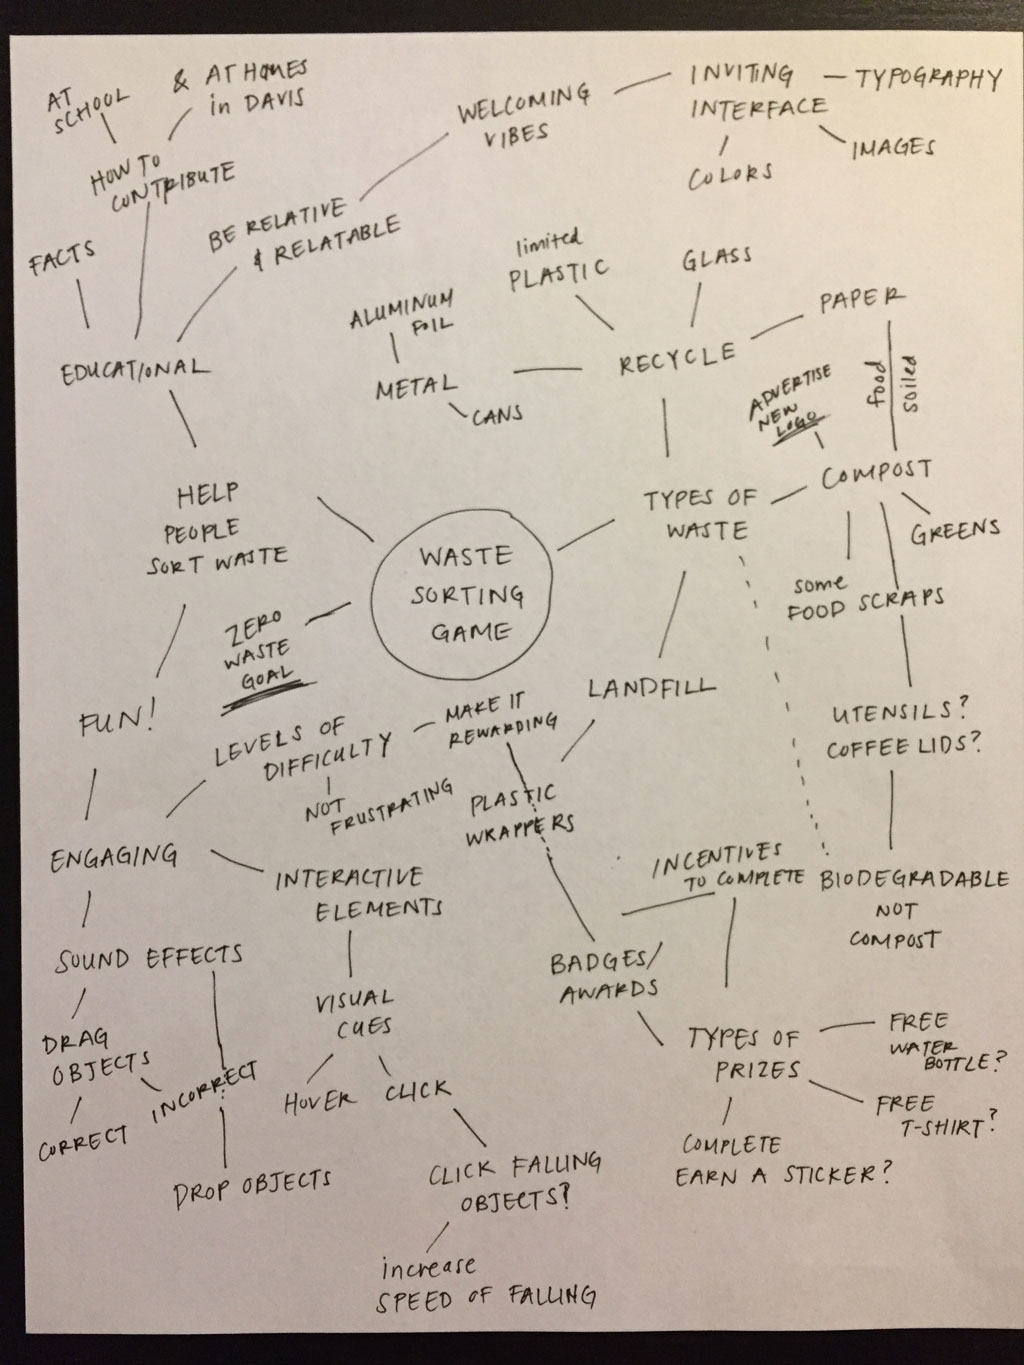 AT
SCHOOL
& AT HOMES
in DAVIS
HOW TO
CONTRIBUTE
WELCOMING
VIBES
INVITING
INTERFACE
TYPOGRAPHY
IMAGES
COLORS
BE RELATIVE
& RELATABLE
FACTS
EDUCATIONAL
limited
PLASTIC
GLASS
PAPER
ALUMINUM
FOIL
METAL
CANS
RECYCLE
ADVERTISE
NEW
LOGO
food
soiled
COMPOST
GREENS
HELP
PEOPLE
SORT WASTE
TYPES OF
WASTE
WASTE
SORTING
GAME
some
FOOD SCRAPS
ZERO
WASTE
GOAL
LANDFILL
UTENSILS?
COFFEE LIDS?
FUN!
LEVELS OF
DIFFICULTY
MAKE IT
REWARDING
NOT
FRUSTRATING
PLASTIC
WRAPPERS
ENGAGING
INTERACTIVE
ELEMENTS
INCENTIVES
TO COMPLETE
BIODEGRADABLE
NOT
COMPOST
SOUND EFFECTS
VISUAL
CUES
BADGES/
AWARDS
DRAG
OBJECTS
CORRECT
INCORRECT
DROP OBJECTS
HOVER
CLICK
TYPES OF
PRIZES
FREE
WATER
BOTTLE?
FREE
T-SHIRT?
COMPLETE
EARN A STICKER?
CLICK FALLING
OBJECTS?
increase
SPEED OF FALLING